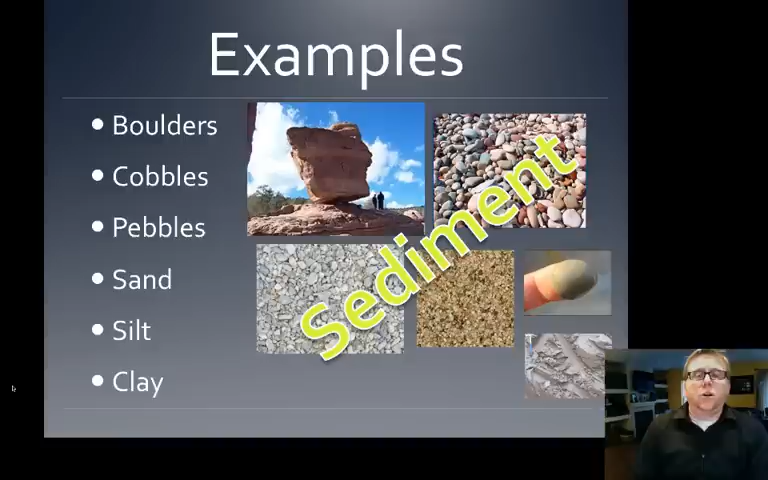 Examples
Boulders
Cobbles
Pebbles
Sand
Silt
Clay
Sediment